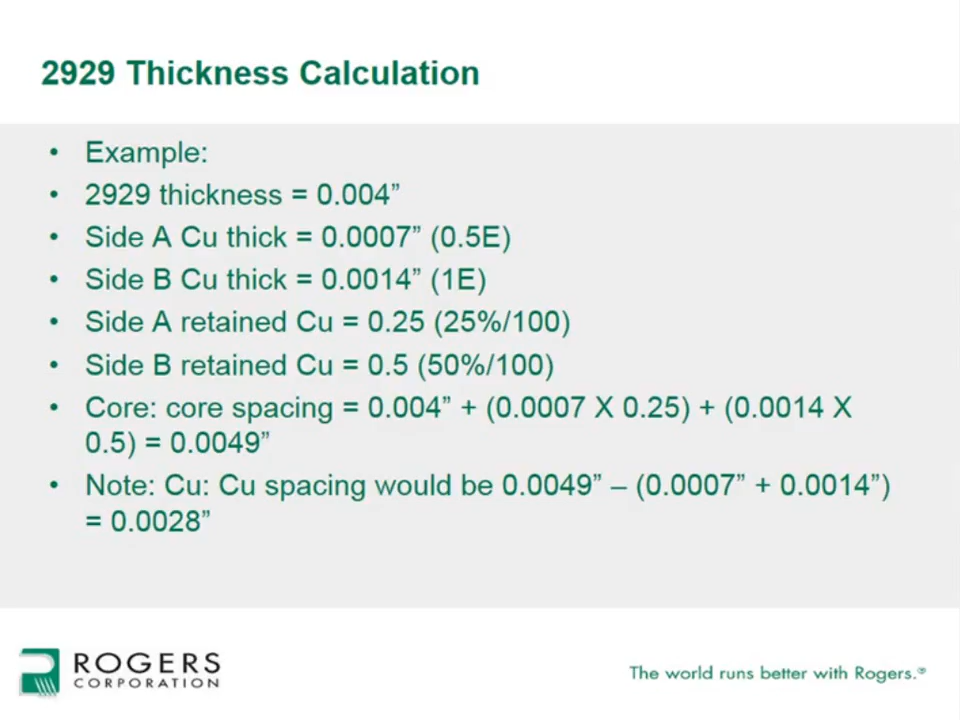 2929 Thickness Calculation
• Example:
• 2929 thickness = 0.004”
• Side A Cu thick = 0.0007” (0.5E)
• Side B Cu thick = 0.0014” (1E)
• Side A retained Cu = 0.25 (25%/100)
• Side B retained Cu = 0.5 (50%/100)
• Core: core spacing = 0.004” + (0.0007 X 0.25) + (0.0014 X
0.5) = 0.0049”
• Note: Cu: Cu spacing would be 0.0049” – (0.0007” + 0.0014”)
= 0.0028”
ROGERS
CORPORATION
The world runs better with Rogers.®